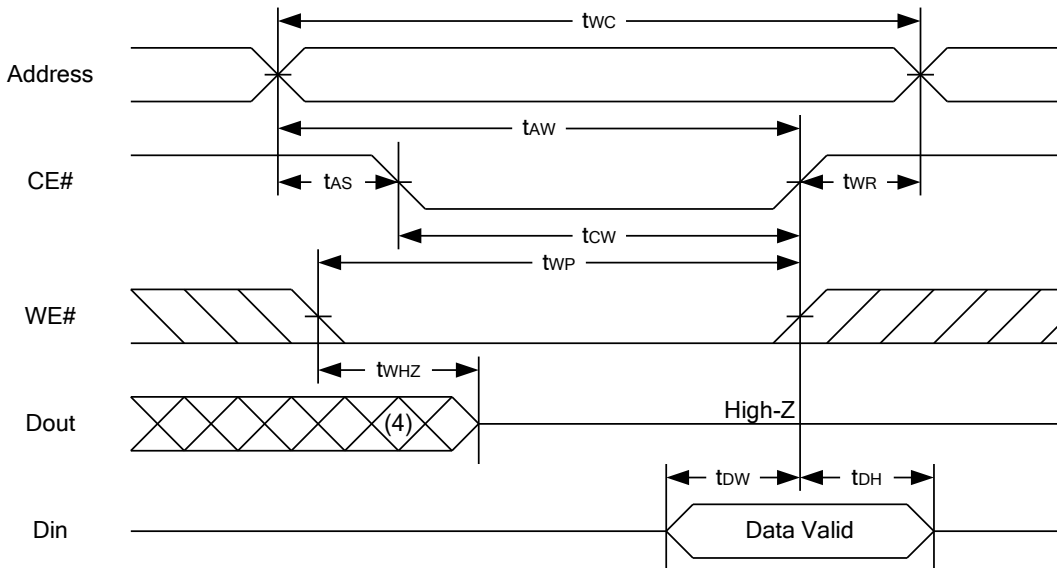 tWC
Address
tAW
CE#
tAS
tWR
tCW
tWP
WE#
tWHZ
Dout
(4)
High-Z
tDW
tDH
Din
Data Valid